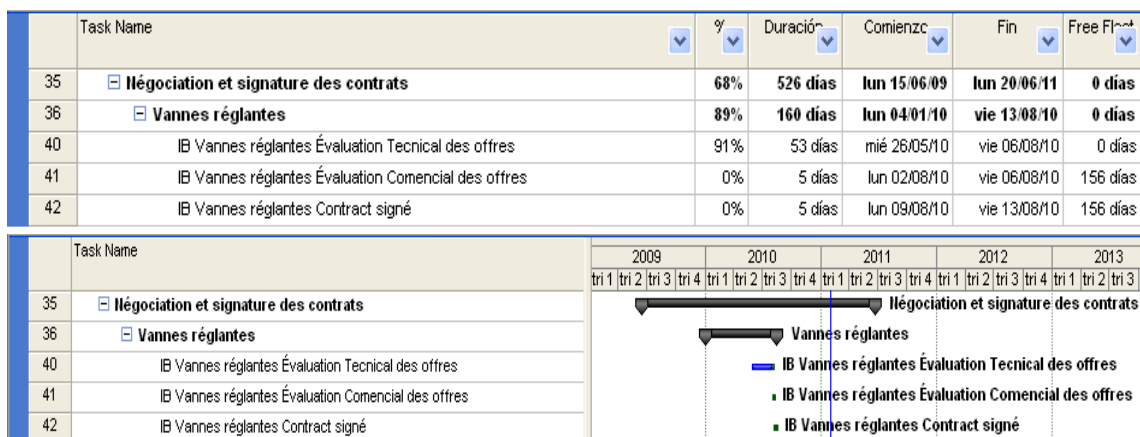 Task Name % Duración Comienzo Fin Free Float
35 Négociation et signature des contrats 68% 526 días lun 15/06/09 lun 20/06/11 0 días
36 Vannes réglantes 89% 160 días lun 04/01/10 vie 13/08/10 0 días
40 IB Vannes réglantes Évaluation Tecnical des offres 91% 53 días mié 26/05/10 vie 06/08/10 0 días
41 IB Vannes réglantes Évaluation Comencial des offres 0% 5 días lun 02/08/10 vie 06/08/10 156 días
42 IB Vannes réglantes Contract signé 0% 5 días lun 09/08/10 vie 13/08/10 156 días
Task Name 2009 2010 2011 2012 2013
tri 1 tri 2 tri 3 tri 4 tri 1 tri 2 tri 3 tri 4 tri 1 tri 2 tri 3 tri 4 tri 1 tri 2 tri 3 tri 4 tri 1 tri 2 tri 3
35 Négociation et signature des contrats Négociation et signature des contrats
36 Vannes réglantes Vannes réglantes
40 IB Vannes réglantes Évaluation Tecnical des offres IB Vannes réglantes Évaluation Tecnical des offres
41 IB Vannes réglantes Évaluation Comencial des offres IB Vannes réglantes Évaluation Comencial des offres
42 IB Vannes réglantes Contract signé IB Vannes réglantes Contract signé